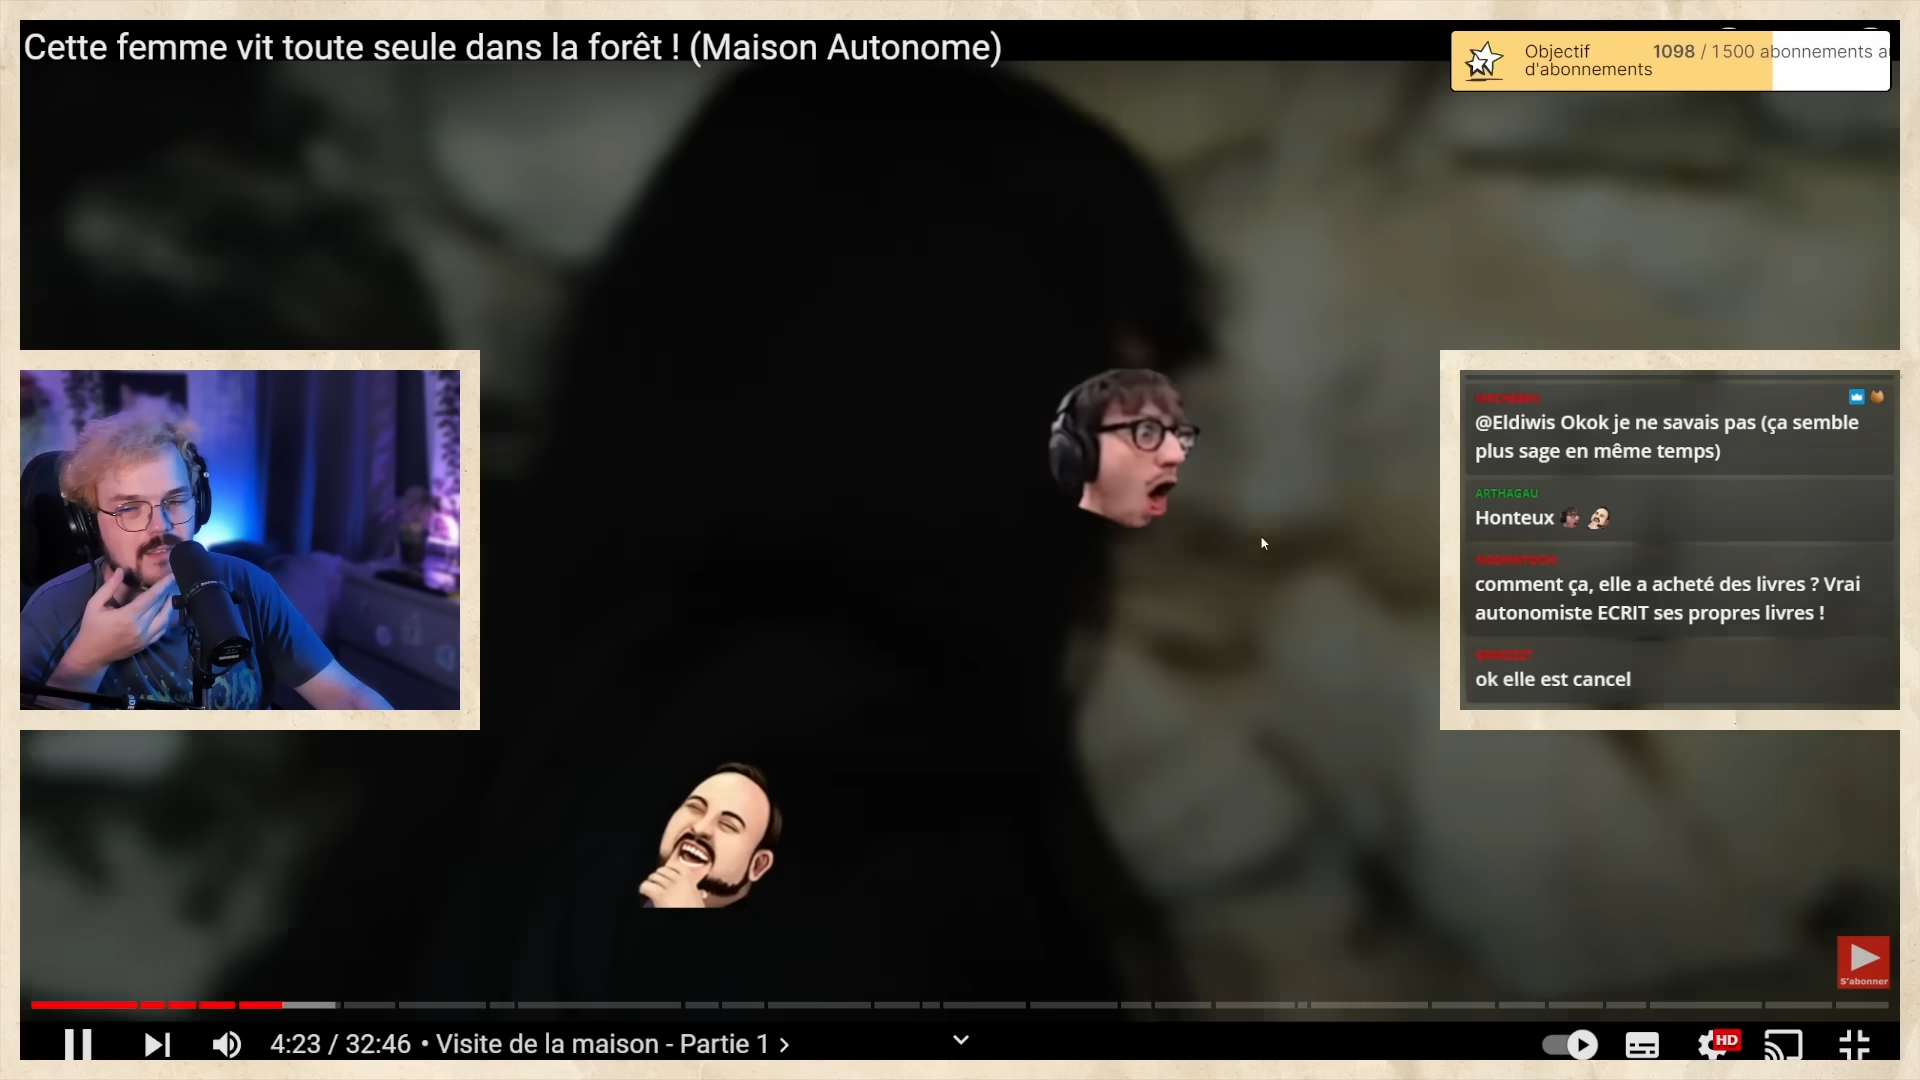 Cette femme vit toute seule dans la forêt ! (Maison Autonome)
Objectif
d'abonnements
1098 / 1500 abonnements au
@Eldiwis Okok je ne savais pas (ça semble
plus sage en même temps)
ARTHAGAU
Honteux
comment ça, elle a acheté des livres ? Vrai
autonomiste ECRIT ses propres livres !
ok elle est cancel
S'abonner
4:23 / 32:46 • Visite de la maison - Partie 1
HD